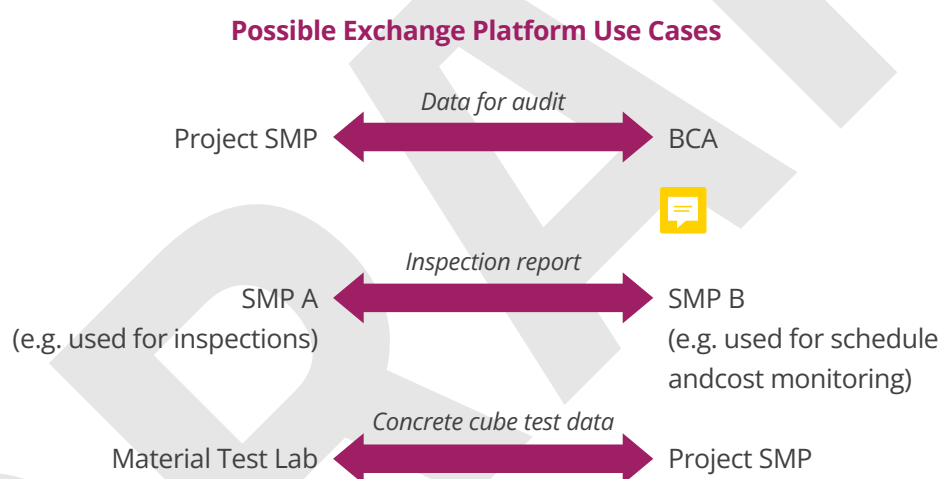 Possible Exchange Platform Use Cases
Data for audit
Project SMP
BCA
Inspection report
SMP A
(e.g. used for inspections)
SMP B
(e.g. used for schedule
andcost monitoring)
Concrete cube test data
Material Test Lab
Project SMP